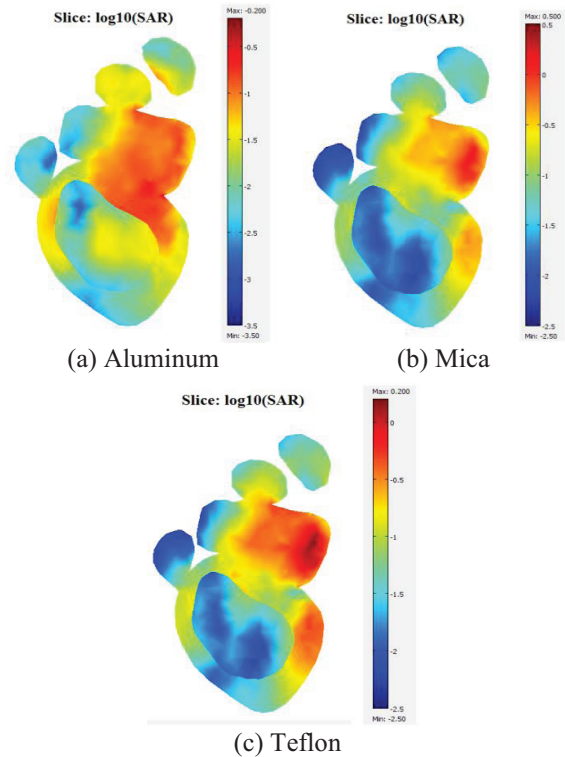 Slice: log10(SAR)
Max: -0.200
-0.5
-1
-1.5
-2
-2.5
-3
-3.5
Min: -3.50
(a) Aluminum
Slice: log10(SAR)
Max: 0.500
0.5
0
-0.5
-1
-1.5
-2
-2.5
Min: -2.50
(b) Mica
Slice: log10(SAR)
Max: 0.200
0
-0.5
-1
-1.5
-2
-2.5
Min: -2.50
(c) Teflon